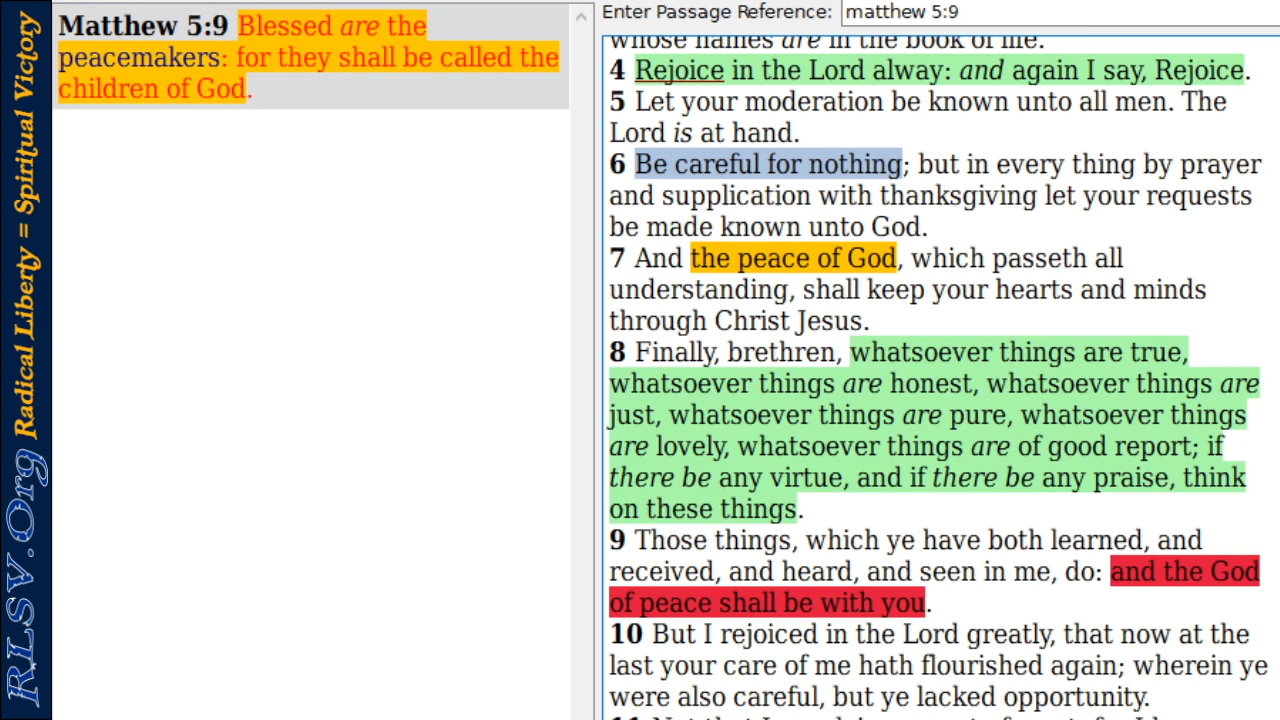 RLSV.Org Radical Liberty = Spiritual Victory
Matthew 5:9 Blessed are the
peacemakers: for they shall be called the
children of God.
Enter Passage Reference: matthew 5:9
whose names are in the book of life.
4 Rejoice in the Lord alway: and again I say, Rejoice.
5 Let your moderation be known unto all men. The
Lord is at hand.
6 Be careful for nothing; but in every thing by prayer
and supplication with thanksgiving let your requests
be made known unto God.
7 And the peace of God, which passeth all
understanding, shall keep your hearts and minds
through Christ Jesus.
8 Finally, brethren, whatsoever things are true,
whatsoever things are honest, whatsoever things are
just, whatsoever things are pure, whatsoever things
are lovely, whatsoever things are of good report; if
there be any virtue, and if there be any praise, think
on these things.
9 Those things, which ye have both learned, and
received, and heard, and seen in me, do: and the God
of peace shall be with you.
10 But I rejoiced in the Lord greatly, that now at the
last your care of me hath flourished again; wherein ye
were also careful, but ye lacked opportunity.